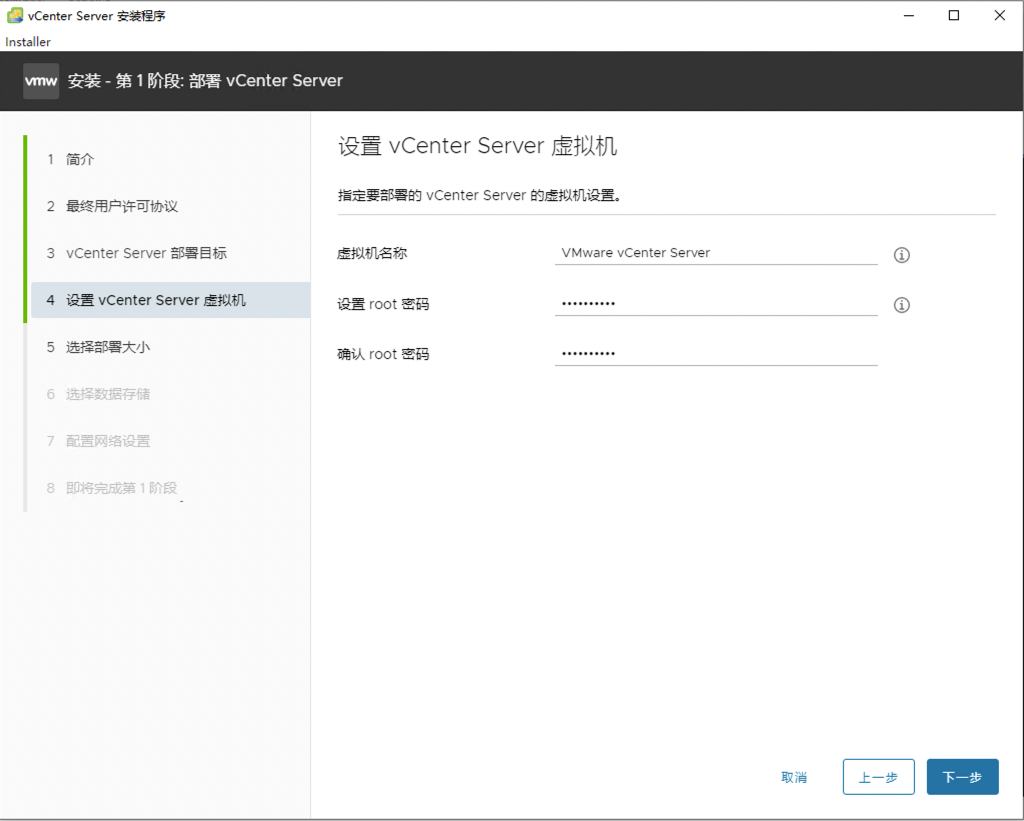 vCenter Server 安装程序
Installer
vmw 安装 - 第 1 阶段: 部署 vCenter Server
1 简介
2 最终用户许可协议
3 vCenter Server 部署目标
4 设置 vCenter Server 虚拟机
5 选择部署大小
6 选择数据存储
7 配置网络设置
8 即将完成第 1 阶段
设置 vCenter Server 虚拟机
指定要部署的 vCenter Server 的虚拟机设置。
虚拟机名称 VMware vCenter Server
设置 root 密码 ••••••••••
确认 root 密码 ••••••••••
取消 上一步 下一步